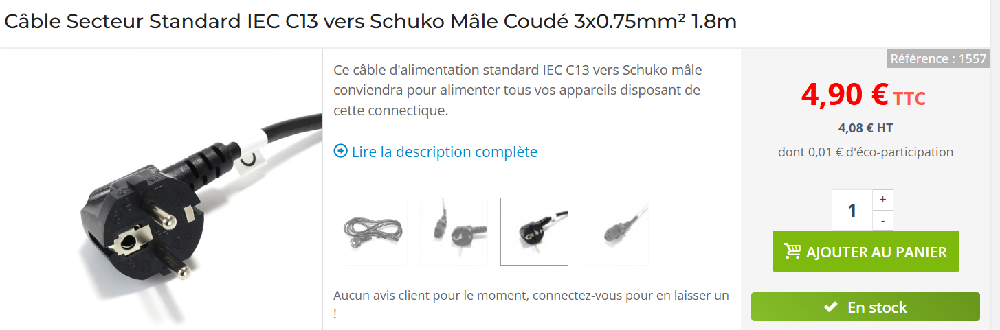 Câble Secteur Standard IEC C13 vers Schuko Mâle Coudé 3x0.75mm² 1.8m
Référence : 1557
Ce câble d'alimentation standard IEC C13 vers Schuko mâle
conviendra pour alimenter tous vos appareils disposant de
cette connectique.
Lire la description complète
Aucun avis client pour le moment, connectez-vous pour en laisser un
!
4,90 € TTC
4,08 € HT
dont 0,01 € d'éco-participation
1
+
-
AJOUTER AU PANIER
En stock